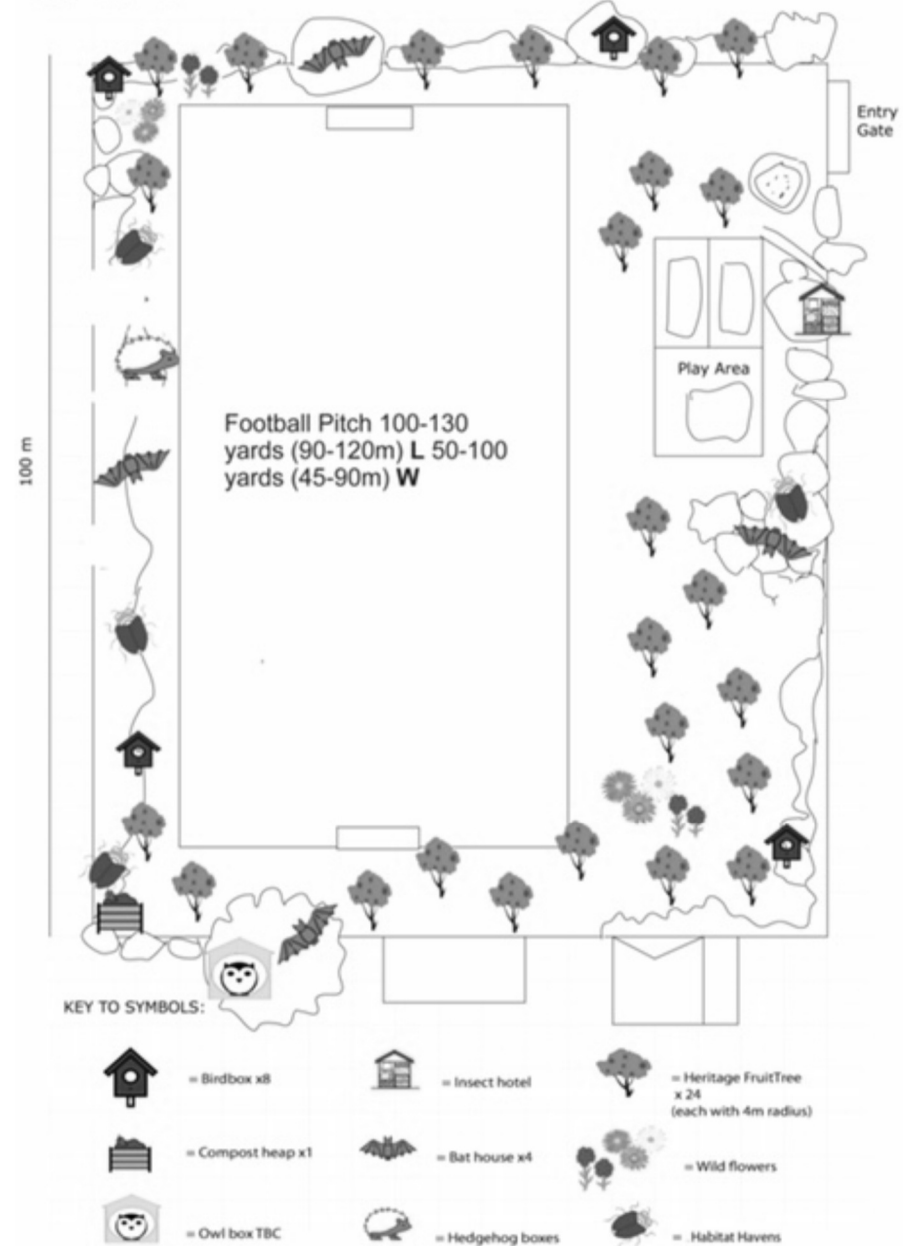 Entry
Gate
Play Area
Football Pitch 100-130
yards (90-120m) L 50-100
yards (45-90m) W
100 m
KEY TO SYMBOLS:
= Birdbox x8
= Insect hotel
= Heritage FruitTree
x 24
(each with 4m radius)
= Compost heap x1
= Bat house x4
= Wild flowers
= Owl box TBC
= Hedgehog boxes
= Habitat Havens